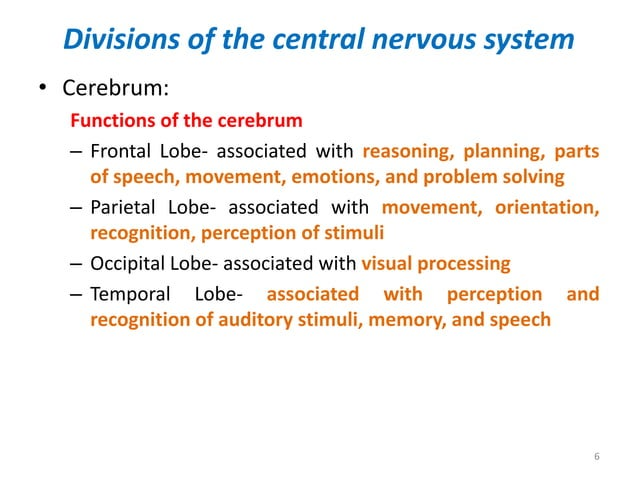 Divisions of the central nervous system
• Cerebrum:
Functions of the cerebrum
– Frontal Lobe- associated with reasoning, planning, parts
of speech, movement, emotions, and problem solving
– Parietal Lobe- associated with movement, orientation,
recognition, perception of stimuli
– Occipital Lobe- associated with visual processing
– Temporal Lobe- associated with perception and
recognition of auditory stimuli, memory, and speech
6